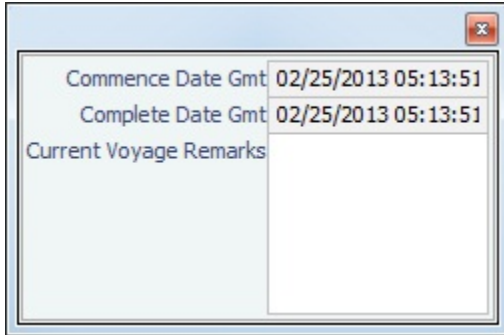 Commence Date Gmt 02/25/2013 05:13:51
Complete Date Gmt 02/25/2013 05:13:51
Current Voyage Remarks